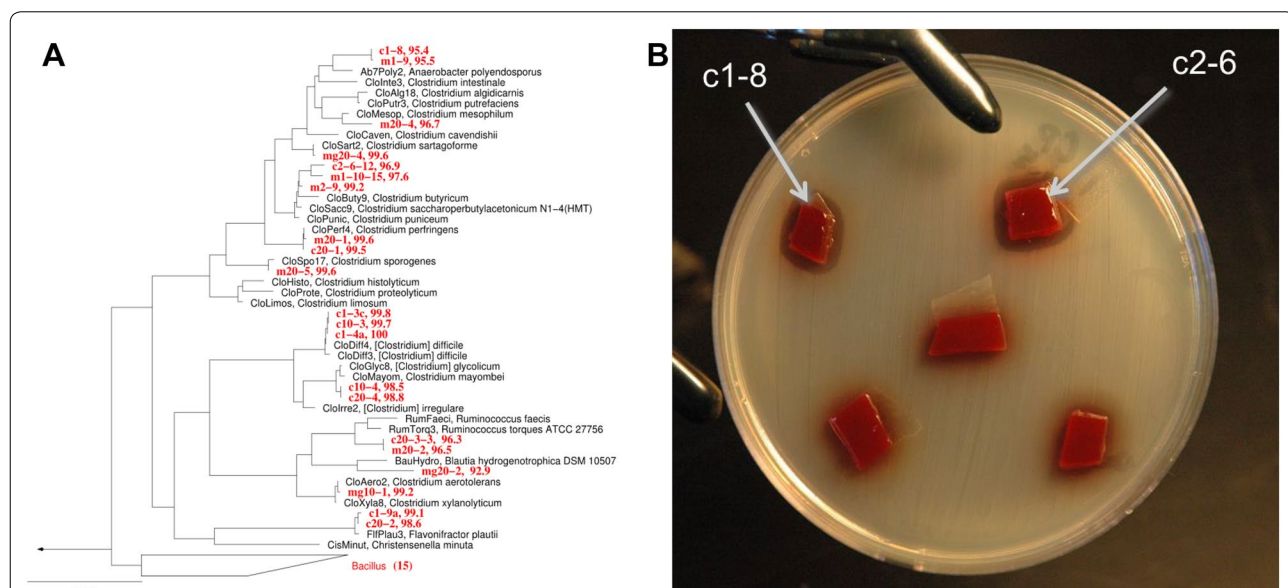 A
c1-8, 95.4
m1-9, 95.5
Ab7Poly2, Anaerobacter polyendosporus
CloInte3, Clostridium intestinale
CloAlg18, Clostridium algidicarnis
CloPutr3, Clostridium putrefaciens
CloMesop, Clostridium mesophilum
m20-4, 96.7
CloCaven, Clostridium cavendishii
CloSart2, Clostridium sartagoforme
mg20-4, 99.6
c2-6-12, 96.9
m1-10-15, 97.6
m2-9, 99.2
CloButy9, Clostridium butyricum
CloSacc9, Clostridium saccharoperbutylacetonicum N1-4(HMT)
CloPunic, Clostridium puniceum
CloPerf4, Clostridium perfringens
m20-1, 99.6
c20-1, 99.5
CloSpo17, Clostridium sporogenes
m20-5, 99.6
CloHisto, Clostridium histolyticum
CloProte, Clostridium proteolyticum
CloLimos, Clostridium limosum
c1-3c, 99.8
c10-3, 99.7
c1-4a, 100
CloDiff4, [Clostridium] difficile
CloDiff3, [Clostridium] difficile
CloGlyc8, [Clostridium] glycolicum
CloMayom, Clostridium mayombei
c10-4, 98.5
c20-4, 98.8
CloIrre2, [Clostridium] irregulare
RumFaeci, Ruminococcus faecis
RumTorq3, Ruminococcus torques ATCC 27756
c20-3-3, 96.3
m20-2, 96.5
BauHydro, Blautia hydrogenotrophica DSM 10507
mg20-2, 92.9
CloAero2, Clostridium aerotolerans
mg10-1, 99.2
CloXyla8, Clostridium xylanolyticum
c1-9a, 99.1
c20-2, 98.6
FlfPlau3, Flavonifractor plautii
CisMinut, Christensenella minuta
Bacillus (15)
B
c1-8
c2-6